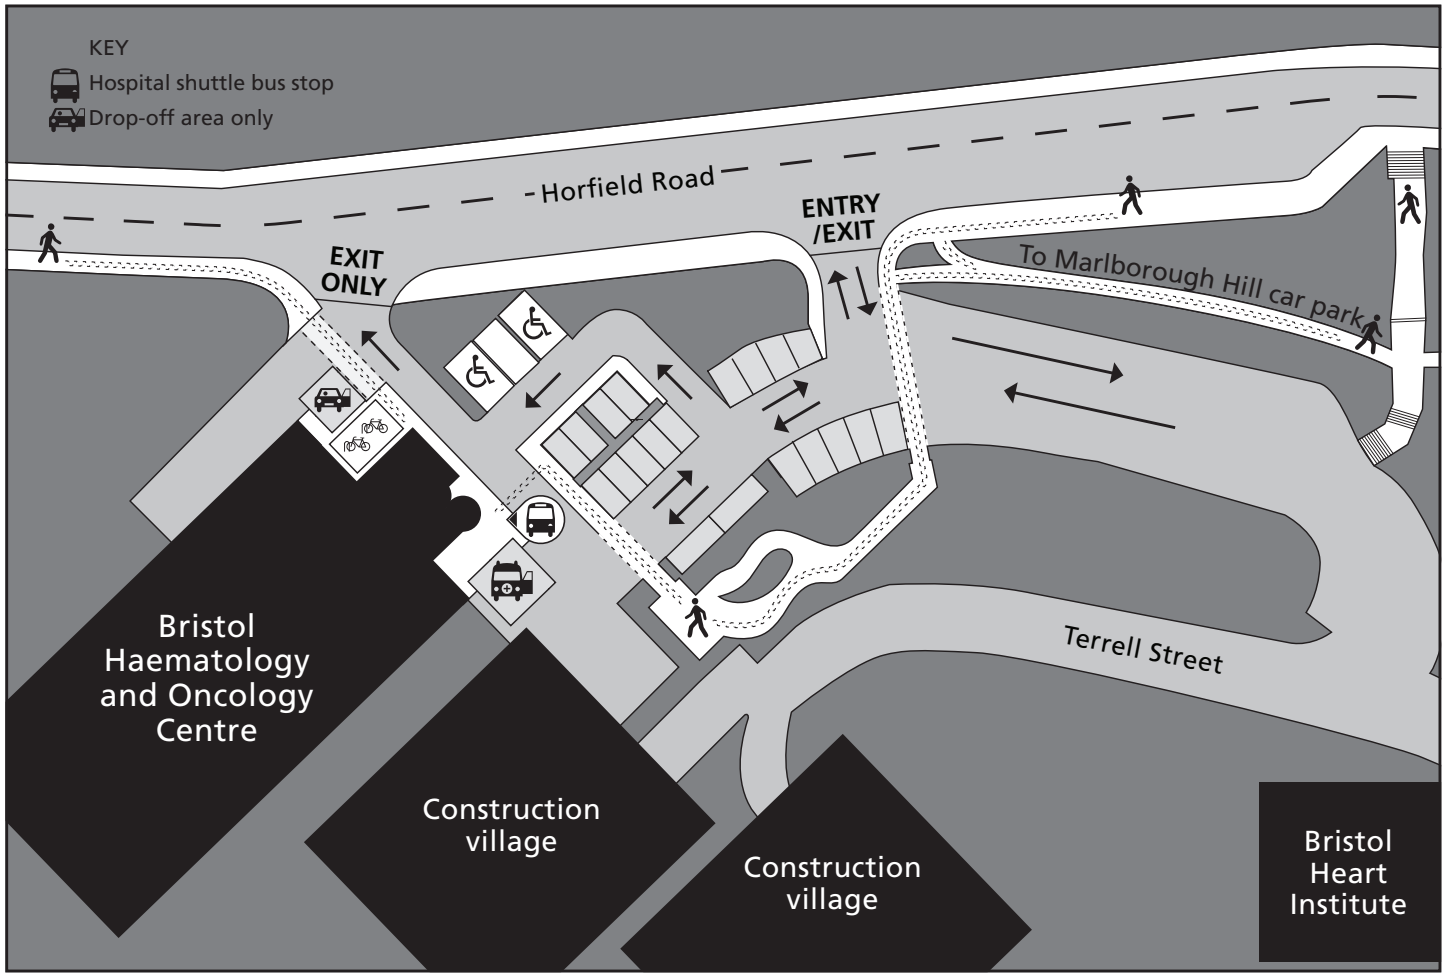 KEY
Hospital shuttle bus stop
Drop-off area only
Horfield Road
ENTRY
/EXIT
EXIT
ONLY
To Marlborough Hill car park
Terrell Street
Bristol
Haematology
and Oncology
Centre
Construction
village
Construction
village
Bristol
Heart
Institute